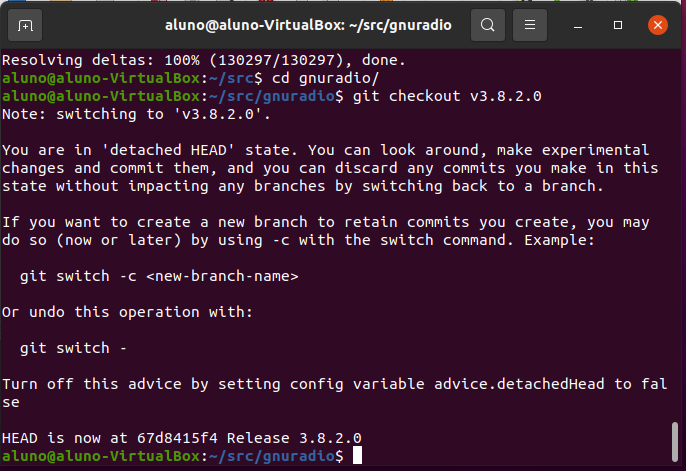 aluno@aluno-VirtualBox: ~/src/gnuradio
Resolving deltas: 100% (130297/130297), done.
aluno@aluno-VirtualBox:~/src$ cd gnuradio/
aluno@aluno-VirtualBox:~/src/gnuradio$ git checkout v3.8.2.0
Note: switching to 'v3.8.2.0'.
You are in 'detached HEAD' state. You can look around, make experimental
changes and commit them, and you can discard any commits you make in this
state without impacting any branches by switching back to a branch.
If you want to create a new branch to retain commits you create, you may
do so (now or later) by using -c with the switch command. Example:
git switch -c <new-branch-name>
Or undo this operation with:
git switch -
Turn off this advice by setting config variable advice.detachedHead to fal
se
HEAD is now at 67d8415f4 Release 3.8.2.0
aluno@aluno-VirtualBox:~/src/gnuradio$